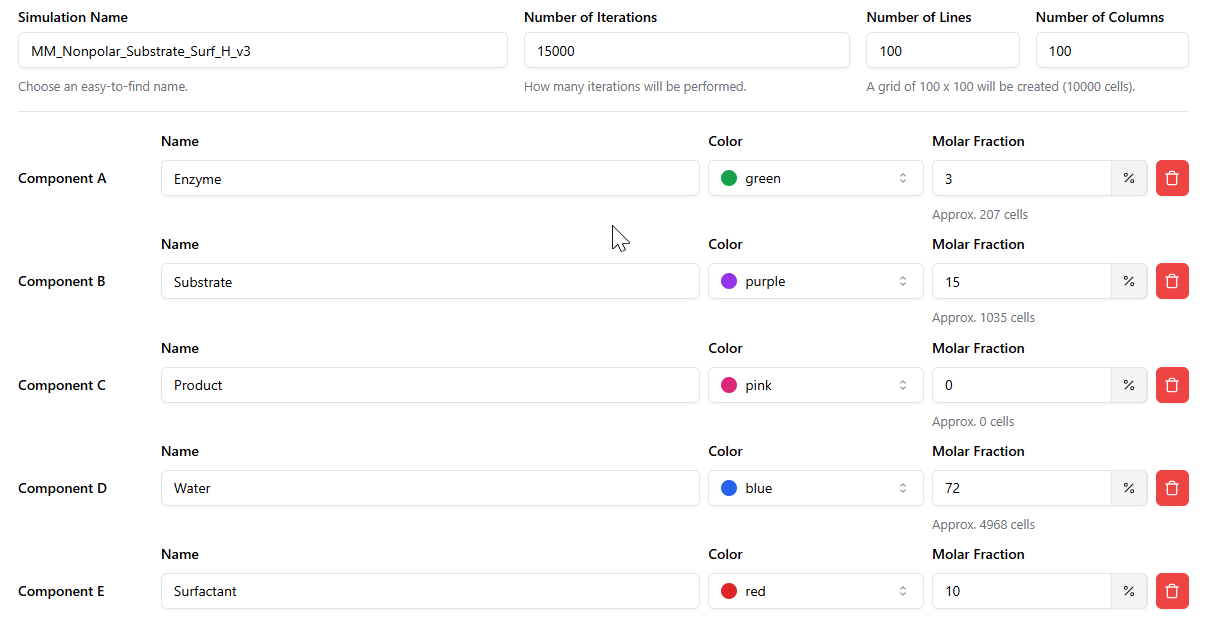 Simulation Name Number of Iterations Number of Lines Number of Columns
MM_Nonpolar_Substrate_Surf_H_v3 15000 100 100
Choose an easy-to-find name. How many iterations will be performed. A grid of 100 x 100 will be created (10000 cells).
Name Color Molar Fraction
Component A Enzyme green 3 %
Approx. 207 cells
Name Color Molar Fraction
Component B Substrate purple 15 %
Approx. 1035 cells
Name Color Molar Fraction
Component C Product pink 0 %
Approx. 0 cells
Name Color Molar Fraction
Component D Water blue 72 %
Approx. 4968 cells
Name Color Molar Fraction
Component E Surfactant red 10 %